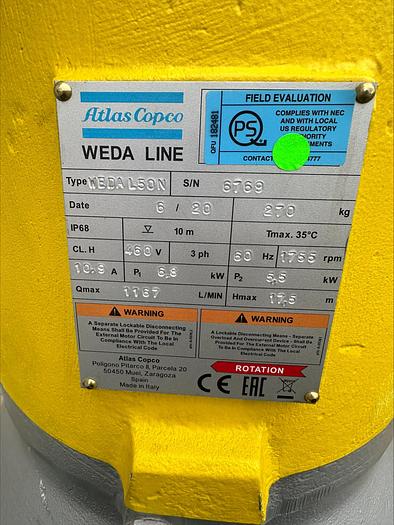 Atlas Copco
WEDA LINE
QFU 182481
FIELD EVALUATION
PS
COMPLIES WITH NEC
AND WITH LOCAL
US REGULATORY
CONTACT 4777
Type WEDA L50N S/N 6769
Date 6 / 20 270 kg
IP68 10 m Tmax. 35°C
CL. H 460 V 3 ph 60 Hz 1755 rpm
10,9 A P₁ 6,8 kW P₂ 5,5 kW
Qmax 1167 L/MIN Hmax 17,5 m
WARNING
A Separate Lockable Disconnecting
Means Shall Be Provided For The
External Motor Circuit To Be In
Compliance With The Local
Electrical Code
WARNING
A Lockable Disconnecting Means - Separate
Overload And Overcurrent Device - Shall Be
Provided For The External Motor Circuit
To Be In Compliance With The Local
Electrical Code
Atlas Copco
Poligono Pitarco II, Parcela 20
50450 Muel, Zaragoza
Spain
Made in Italy
ROTATION
CE EAC